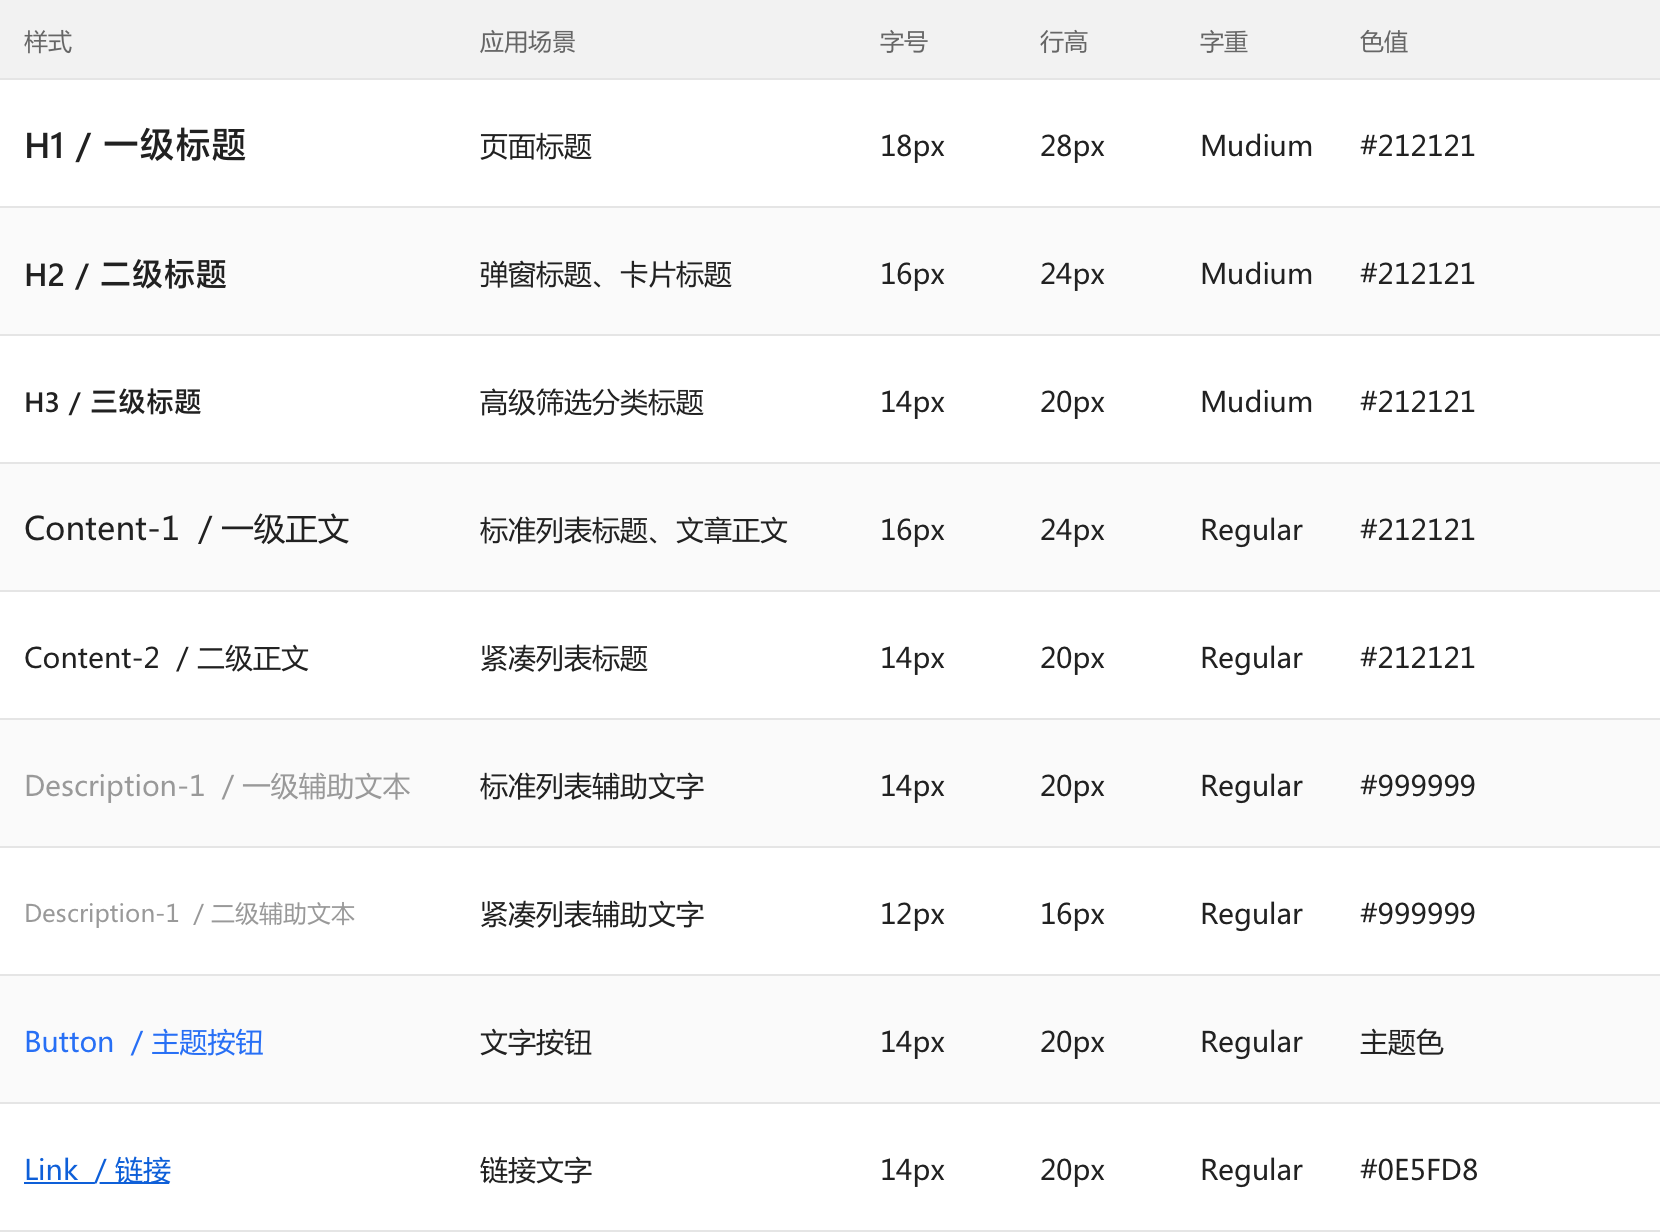 样式 应用场景 字号 行高 字重 色值
H1 / 一级标题 页面标题 18px 28px Mudium #212121
H2 / 二级标题 弹窗标题、卡片标题 16px 24px Mudium #212121
H3 / 三级标题 高级筛选分类标题 14px 20px Mudium #212121
Content-1 / 一级正文 标准列表标题、文章正文 16px 24px Regular #212121
Content-2 / 二级正文 紧凑列表标题 14px 20px Regular #212121
Description-1 / 一级辅助文本 标准列表辅助文字 14px 20px Regular #999999
Description-1 / 二级辅助文本 紧凑列表辅助文字 12px 16px Regular #999999
Button / 主题按钮 文字按钮 14px 20px Regular 主题色
Link / 链接 链接文字 14px 20px Regular #0E5FD8